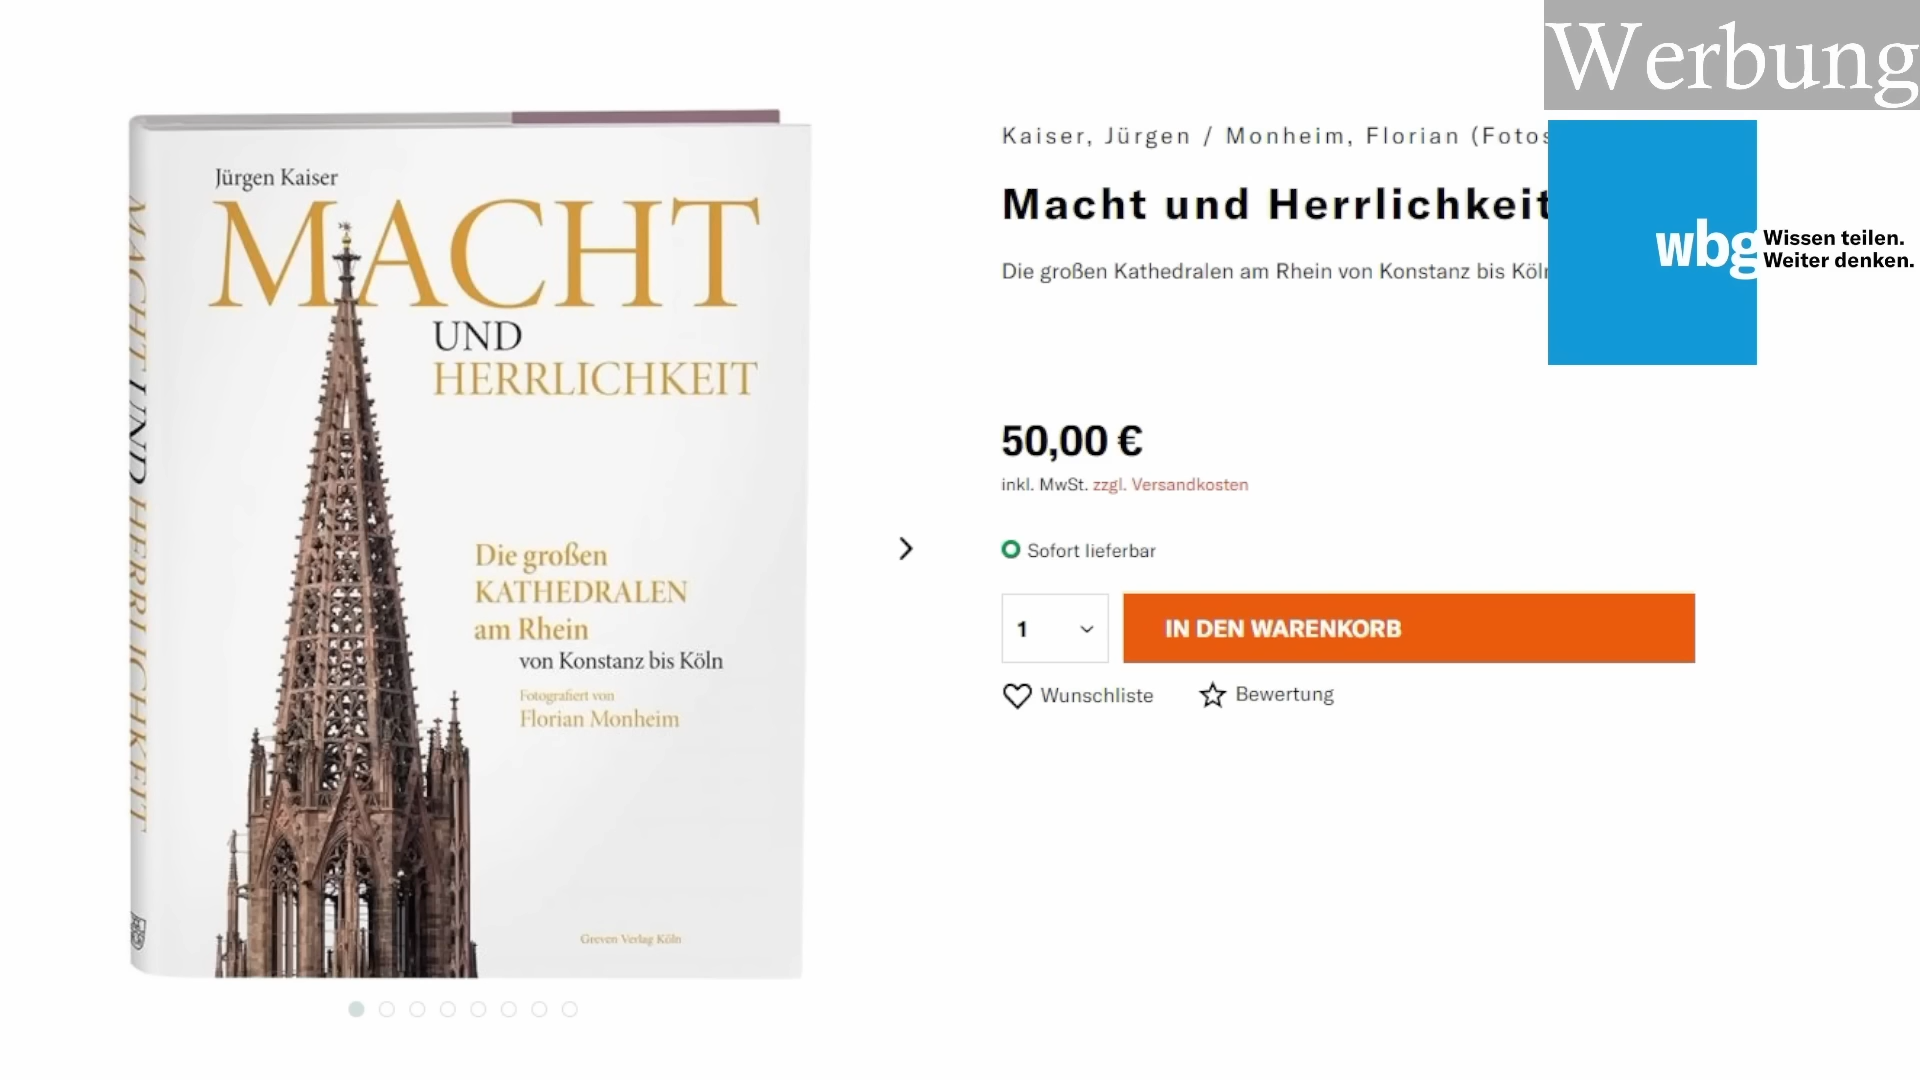 Werbung
wbg Wissen teilen.
Weiter denken.
Jürgen Kaiser
MACHT
UND
HERRLICHKEIT
Die großen
KATHEDRALEN
am Rhein
von Konstanz bis Köln
Fotografiert von
Florian Monheim
Greven Verlag Köln
MACHT UND HERRLICHKEIT
Kaiser, Jürgen / Monheim, Florian (Fotos
Macht und Herrlichkeit
Die großen Kathedralen am Rhein von Konstanz bis Köln
50,00 €
inkl. MwSt. zzgl. Versandkosten
Sofort lieferbar
1
IN DEN WARENKORB
Wunschliste
Bewertung